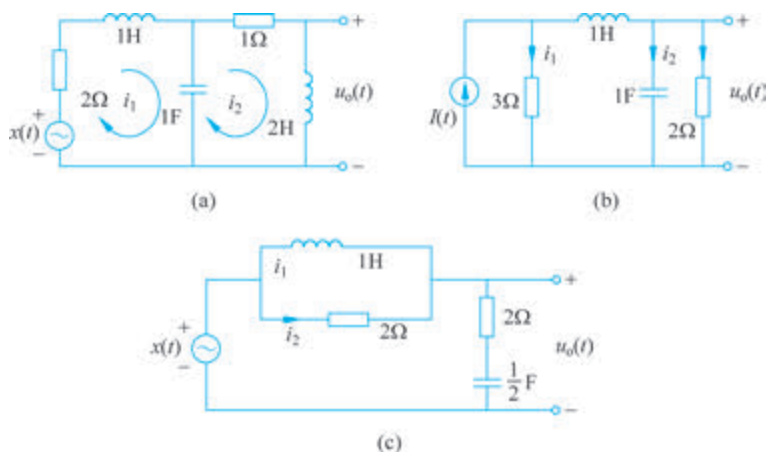 1H 1Ω +
2Ω i₁ 1F i₂ 2H uₒ(t)
+ x(t) −
−
(a)
1H +
i₁ i₂
I(t) 3Ω 1F 2Ω uₒ(t)
−
(b)
i₁ 1H
+
i₂ 2Ω 2Ω
+ x(t) − uₒ(t)
1/2 F
−
(c)